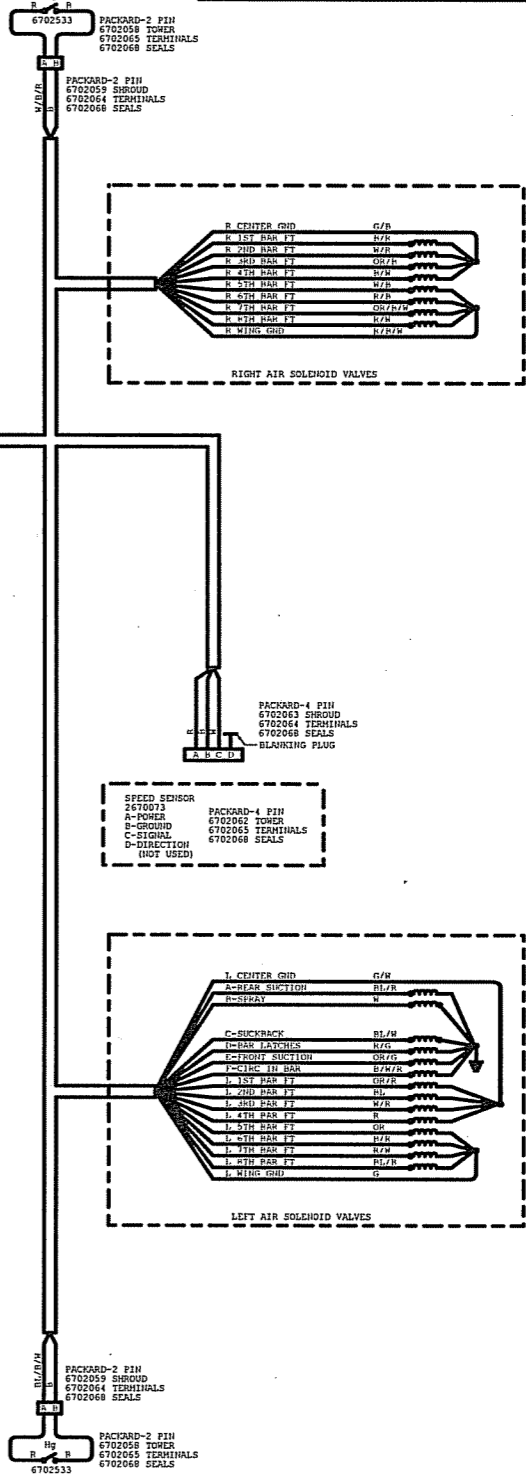 R R
6702533
PACKARD-2 PIN
6702058 TOWER
6702065 TERMINALS
6702068 SEALS
A B
W/B/R B
PACKARD-2 PIN
6702059 SHROUD
6702064 TERMINALS
6702068 SEALS
R CENTER GND G/B
R 1ST BAR FT B/R
R 2ND BAR FT W/R
R 3RD BAR FT OR/B
R 4TH BAR FT B/W
R 5TH BAR FT W/B
R 6TH BAR FT R/B
R 7TH BAR FT OR/B/W
R 8TH BAR FT R/W
R WING GND R/B/W
RIGHT AIR SOLENOID VALVES
PACKARD-4 PIN
6702063 SHROUD
6702064 TERMINALS
6702068 SEALS
BLANKING PLUG
R B W
A B C D
SPEED SENSOR
2670073
A-POWER
B-GROUND
C-SIGNAL
D-DIRECTION
(NOT USED)
PACKARD-4 PIN
6702062 TOWER
6702065 TERMINALS
6702068 SEALS
L CENTER GND G/W
A-REAR SUCTION BL/R
B-SPRAY W
C-SUCKBACK BL/W
D-BAR LATCHES R/G
E-FRONT SUCTION OR/G
F-CIRC IN BAR B/W/R
L 1ST BAR FT OR/R
L 2ND BAR FT BL
L 3RD BAR FT W/R
L 4TH BAR FT R
L 5TH BAR FT OR
L 6TH BAR FT B/R
L 7TH BAR FT R/W
L 8TH BAR FT BL/B
L WING GND G
LEFT AIR SOLENOID VALVES
BL/B/W B
PACKARD-2 PIN
6702059 SHROUD
6702064 TERMINALS
6702068 SEALS
A B
PACKARD-2 PIN
6702058 TOWER
6702065 TERMINALS
6702068 SEALS
Hg
R R
6702533